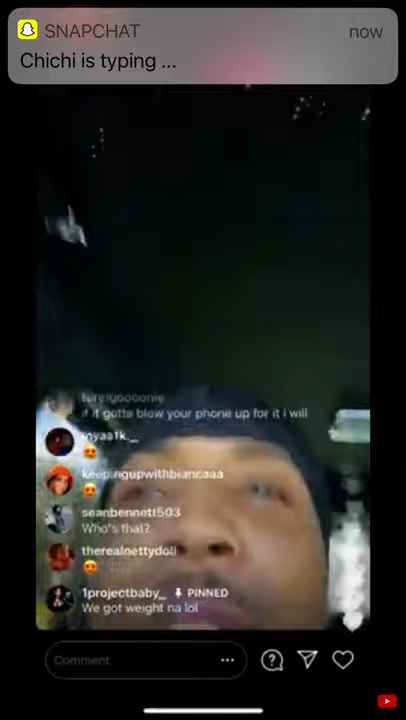 SNAPCHAT
now
Chichi is typing ...
if it gotta blow your phone up for it i will
keepingupwithbiancaaa
seanbennett503
Who's that?
therealnettydoll
1projectbaby_ PINNED
We got weight na lol
Comment